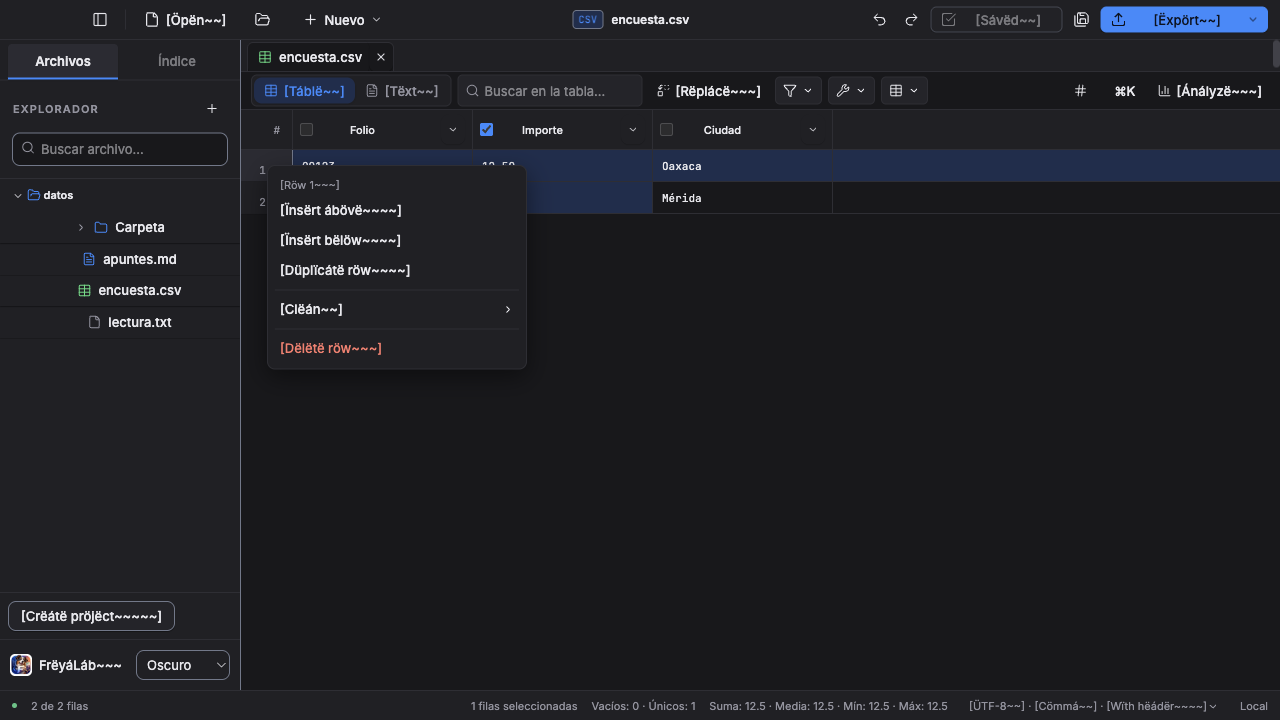 [Öpën~~] Nuevo CSV encuesta.csv [Sávëd~~] [Ëxpört~~]
Archivos Índice encuesta.csv
[Táblë~~] [Tëxt~~] Buscar en la tabla... [Rëplácë~~~] # ⌘K [Ánályzë~~~]
EXPLORADOR
# Folio Importe Ciudad
Buscar archivo...
1 Oaxaca
datos
2 Mérida
Carpeta
apuntes.md
encuesta.csv
lectura.txt
[Röw 1~~~]
[Ïnsërt ábövë~~~~]
[Ïnsërt bëlöw~~~~]
[Düplïcátë röw~~~~]
[Clëán~~]
[Dëlëtë röw~~~]
[Crëátë pröjëct~~~~~]
FrëyáLáb~~~ Oscuro
2 de 2 filas 1 filas seleccionadas Vacíos: 0 · Únicos: 1 Suma: 12.5 · Media: 12.5 · Mín: 12.5 · Máx: 12.5 [ÜTF-8~~] · [Cömmá~~] · [Wïth hëádër~~~~] Local